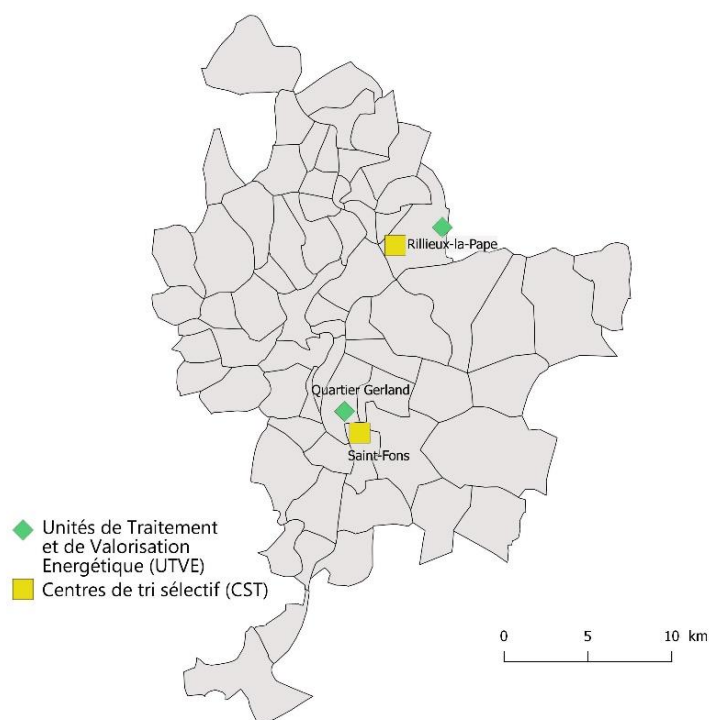 Rillieux-la-Pape
Quartier Gerland
Saint-Fons
Unités de Traitement
et de Valorisation
Energétique (UTVE)
Centres de tri sélectif (CST)
0 5 10 km